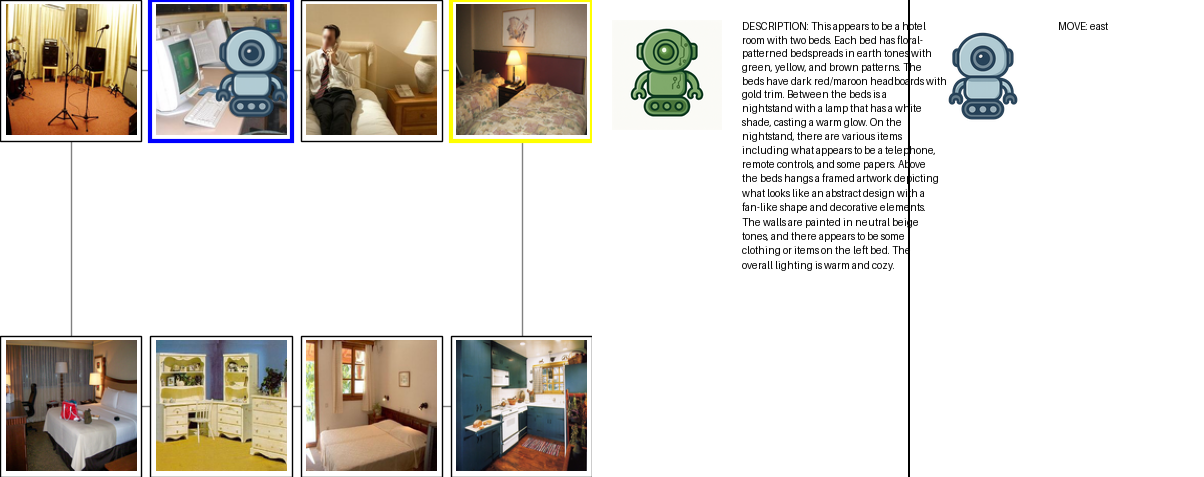 DESCRIPTION: This appears to be a hotel
room with two beds. Each bed has floral-
patterned bedspreads in earth tones with
green, yellow, and brown patterns. The
beds have dark red/maroon headboards with
gold trim. Between the beds is a
nightstand with a lamp that has a white
shade, casting a warm glow. On the
nightstand, there are various items
including what appears to be a telephone,
remote controls, and some papers. Above
the beds hangs a framed artwork depicting
what looks like an abstract design with a
fan-like shape and decorative elements.
The walls are painted in neutral beige
tones, and there appears to be some
clothing or items on the left bed. The
overall lighting is warm and cozy.
MOVE: east